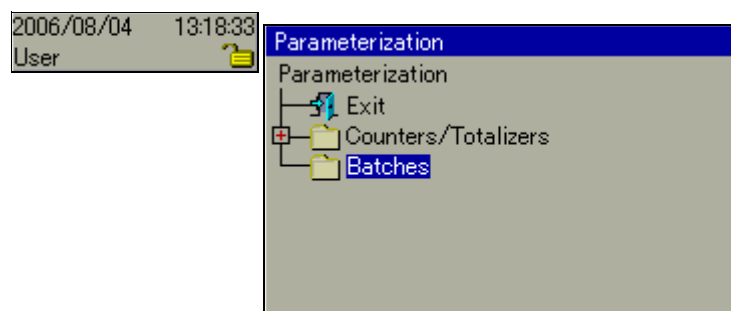 2006/08/04 13:18:33
User
Parameterization
Parameterization
Exit
Counters/Totalizers
Batches